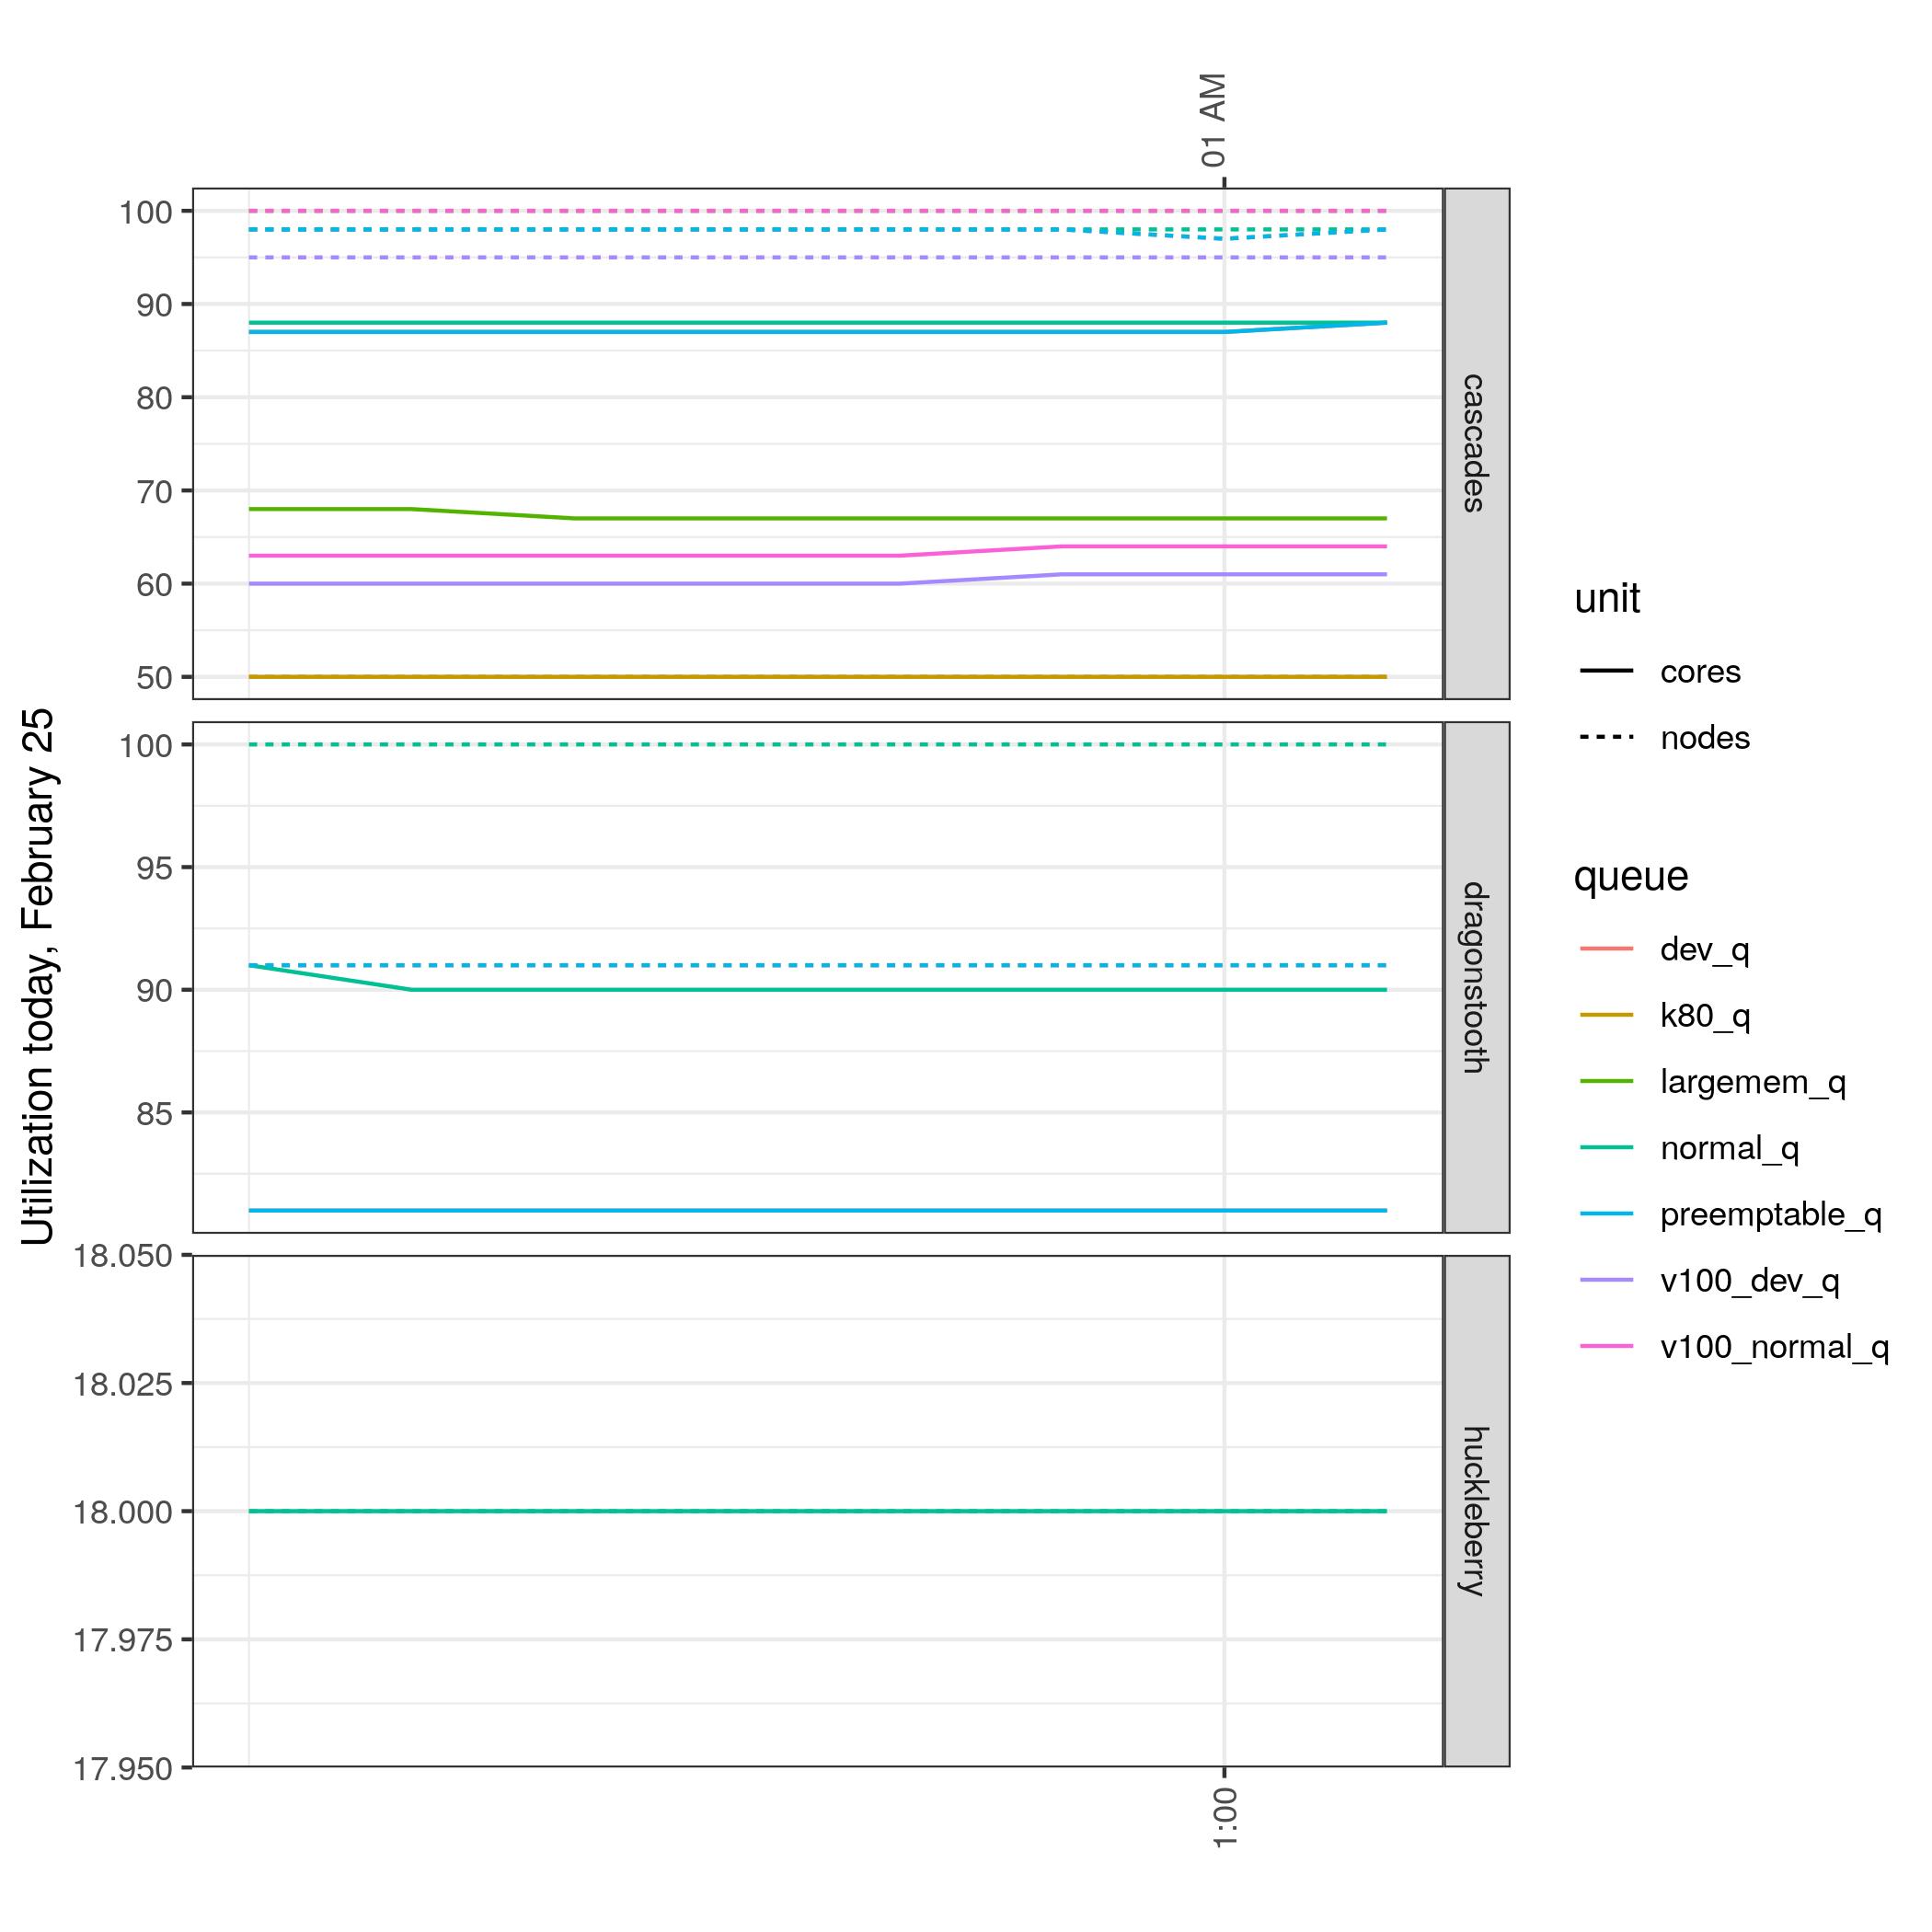 01 AM
100
90
80
70
60
50
cascades
100
95
90
85
dragonstooth
18.050
18.025
18.000
17.975
17.950
huckleberry
1:00
Utilization today, February 25
unit
cores
nodes
queue
dev_q
k80_q
largemem_q
normal_q
preemptable_q
v100_dev_q
v100_normal_q